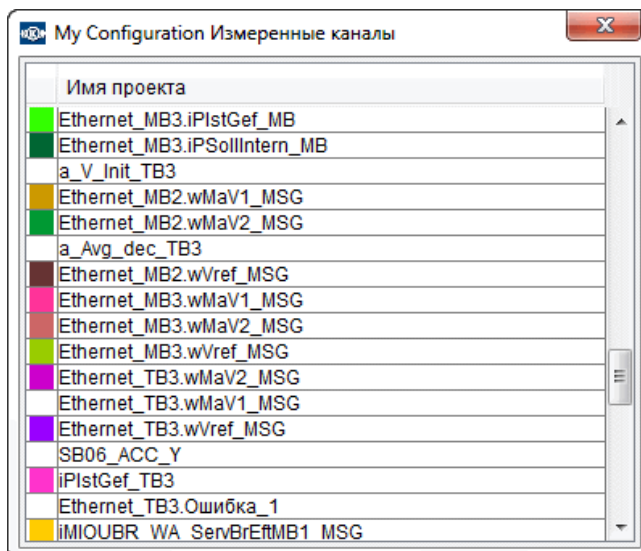 My Configuration Измеренные каналы
Имя проекта
Ethernet_MB3.iPIstGef_MB
Ethernet_MB3.iPSollIntern_MB
a_V_Init_TB3
Ethernet_MB2.wMaV1_MSG
Ethernet_MB2.wMaV2_MSG
a_Avg_dec_TB3
Ethernet_MB2.wVref_MSG
Ethernet_MB3.wMaV1_MSG
Ethernet_MB3.wMaV2_MSG
Ethernet_MB3.wVref_MSG
Ethernet_TB3.wMaV2_MSG
Ethernet_TB3.wMaV1_MSG
Ethernet_TB3.wVref_MSG
SB06_ACC_Y
iPIstGef_TB3
Ethernet_TB3.Ошибка_1
iMIOUBR_WA_ServBrEftMB1_MSG